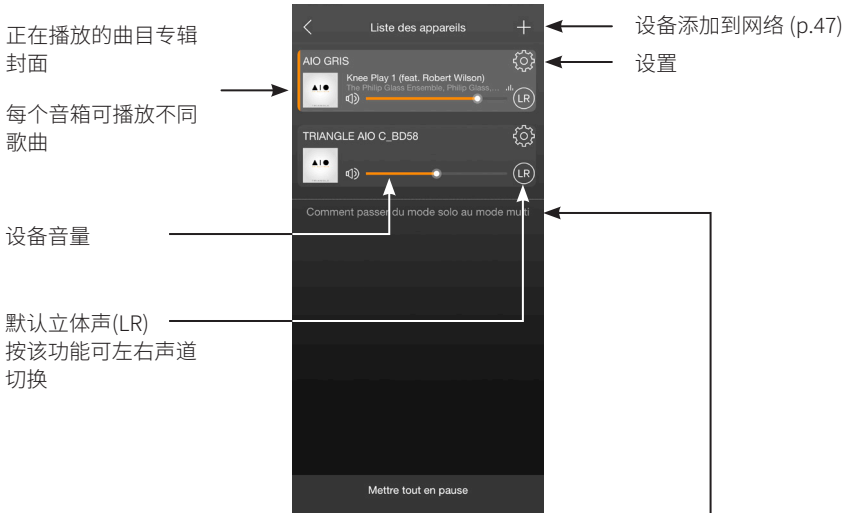 正在播放的曲目专辑
封面
每个音箱可播放不同
歌曲
设备音量
默认立体声(LR)
按该功能可左右声道
切换
Liste des appareils
AIO GRIS
AIO
Knee Play 1 (feat. Robert Wilson)
The Philip Glass Ensemble, Philip Glass,...
LR
TRIANGLE AIO C_BD58
AIO
LR
Comment passer du mode solo au mode multi
Mettre tout en pause
设备添加到网络 (p.47)
设置